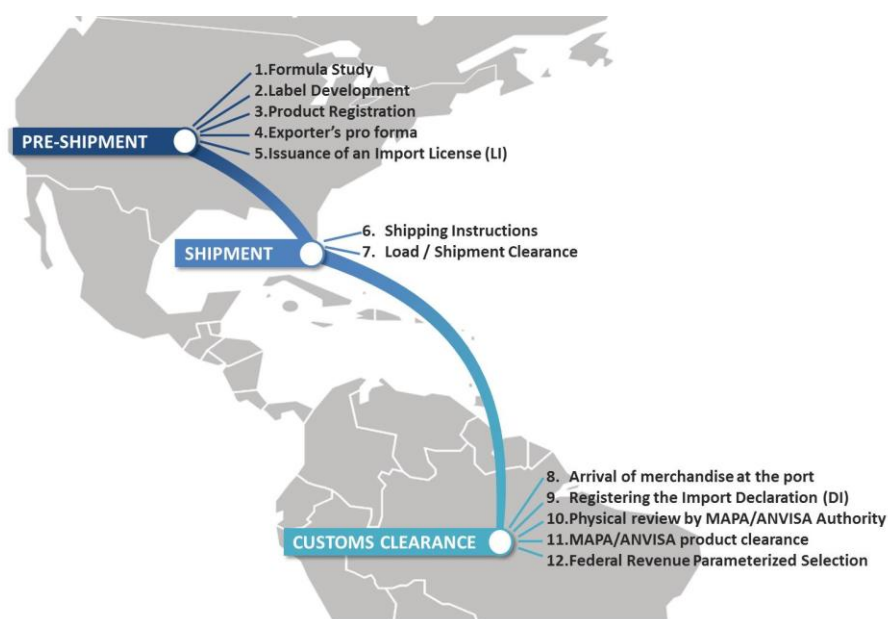 1.Formula Study
2.Label Development
3.Product Registration
4.Exporter's pro forma
5.Issuance of an Import License (LI)
PRE-SHIPMENT
6. Shipping Instructions
7. Load / Shipment Clearance
SHIPMENT
8. Arrival of merchandise at the port
9. Registering the Import Declaration (DI)
10.Physical review by MAPA/ANVISA Authority
11.MAPA/ANVISA product clearance
12.Federal Revenue Parameterized Selection
CUSTOMS CLEARANCE